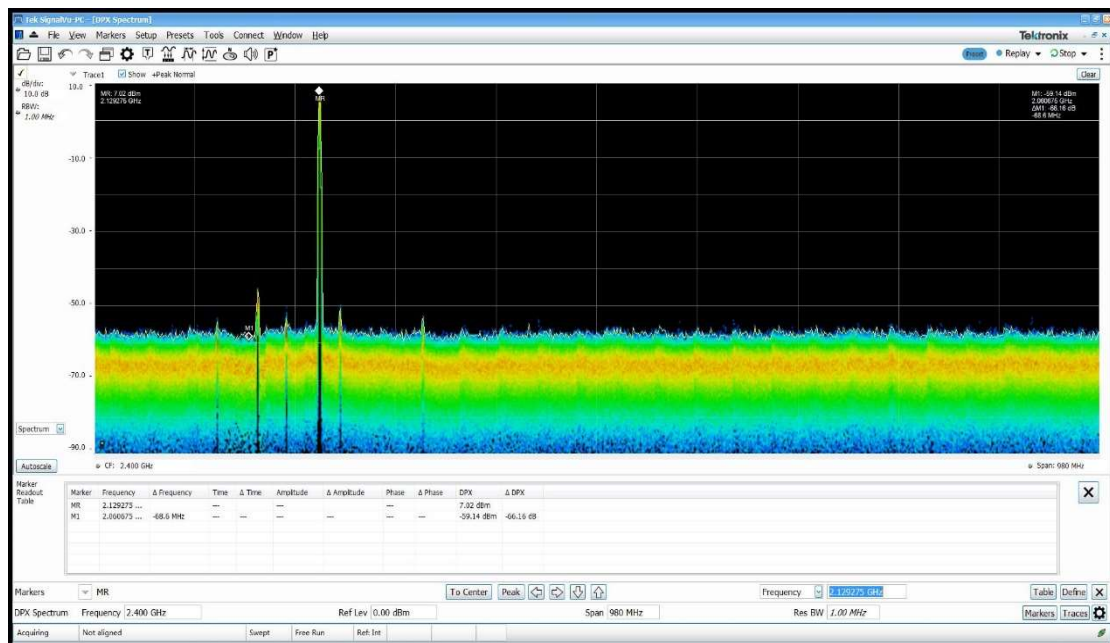 Tek SignalVu-PC - [DPX Spectrum]
File View Markers Setup Presets Tools Connect Window Help
Tektronix
Preset Replay Stop
dB/div:
10.0 dB
RBW:
1.00 MHz
Trace1 Show +Peak Normal
Clear
10.0
MR: 7.02 dBm
2.129275 GHz
MR
M1: -59.14 dBm
2.060675 GHz
ΔM1: -66.16 dB
-68.6 MHz
-10.0
-30.0
-50.0
M1
-70.0
-90.0
Spectrum
Autoscale
CF: 2.400 GHz
Span: 980 MHz
Marker
Readout
Table
Marker Frequency Δ Frequency Time Δ Time Amplitude Δ Amplitude Phase Δ Phase DPX Δ DPX
MR 2.129275 ... --- --- --- 7.02 dBm
M1 2.060675 ... -68.6 MHz --- --- --- --- --- --- -59.14 dBm -66.16 dB
Markers MR To Center Peak Frequency 2.129275 GHz Table Define
DPX Spectrum Frequency 2.400 GHz Ref Lev 0.00 dBm Span 980 MHz Res BW 1.00 MHz Markers Traces
Acquiring Not aligned Swept Free Run Ref: Int